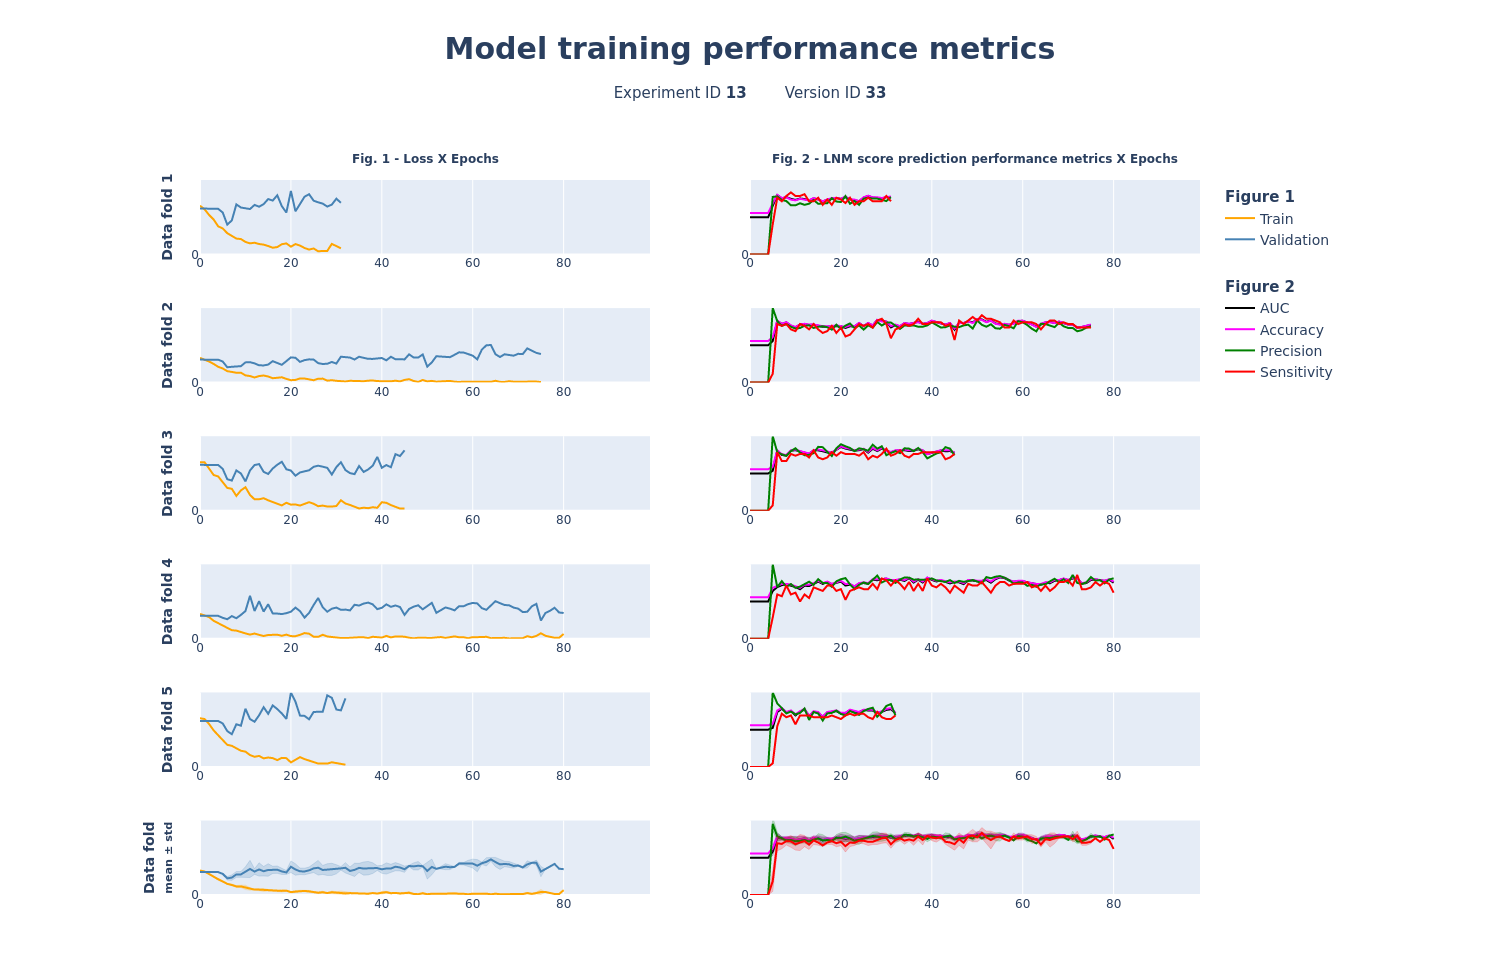 Model training performance metrics
Experiment ID 13 Version ID 33
Fig. 1 - Loss X Epochs
Fig. 2 - LNM score prediction performance metrics X Epochs
Data fold 1
0
0 20 40 60 80
0
0 20 40 60 80
Figure 1
Train
Validation
Figure 2
AUC
Accuracy
Precision
Sensitivity
Data fold 2
0
0 20 40 60 80
0
0 20 40 60 80
Data fold 3
0
0 20 40 60 80
0
0 20 40 60 80
Data fold 4
0
0 20 40 60 80
0
0 20 40 60 80
Data fold 5
0
0 20 40 60 80
0
0 20 40 60 80
Data fold
mean ± std
0
0 20 40 60 80
0
0 20 40 60 80